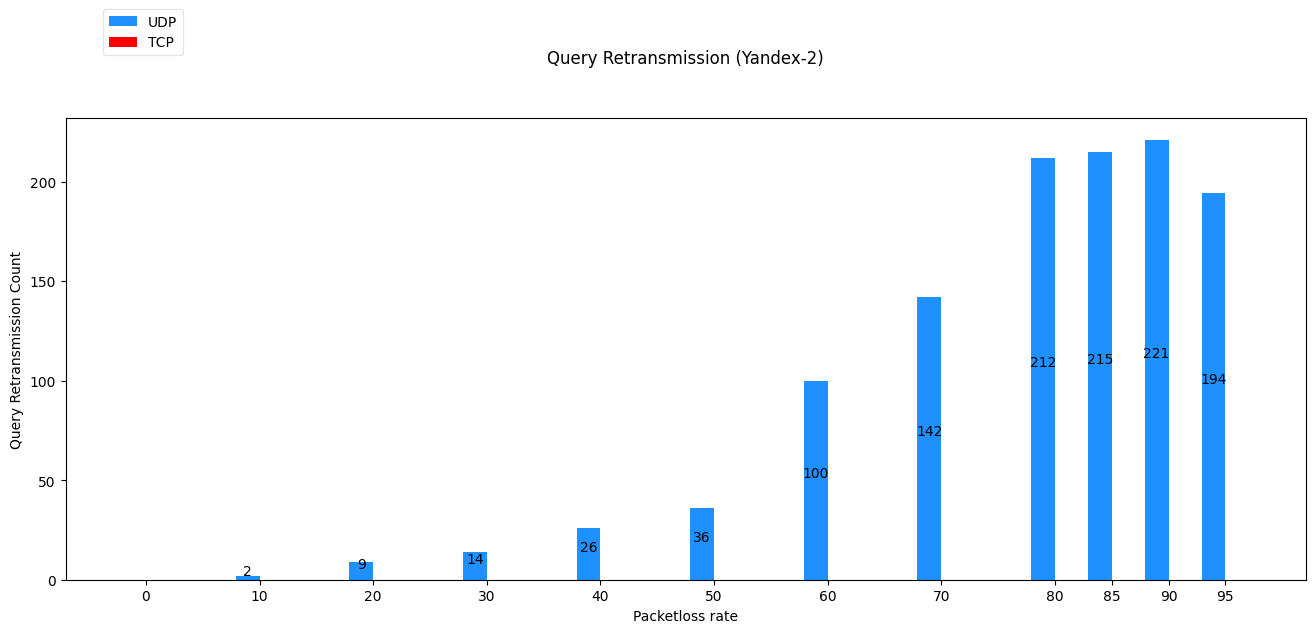 UDP
TCP
Query Retransmission (Yandex-2)
Query Retransmission Count
200
150
100
50
0
2
9
14
26
36
100
142
212
215
221
194
0 10 20 30 40 50 60 70 80 85 90 95
Packetloss rate